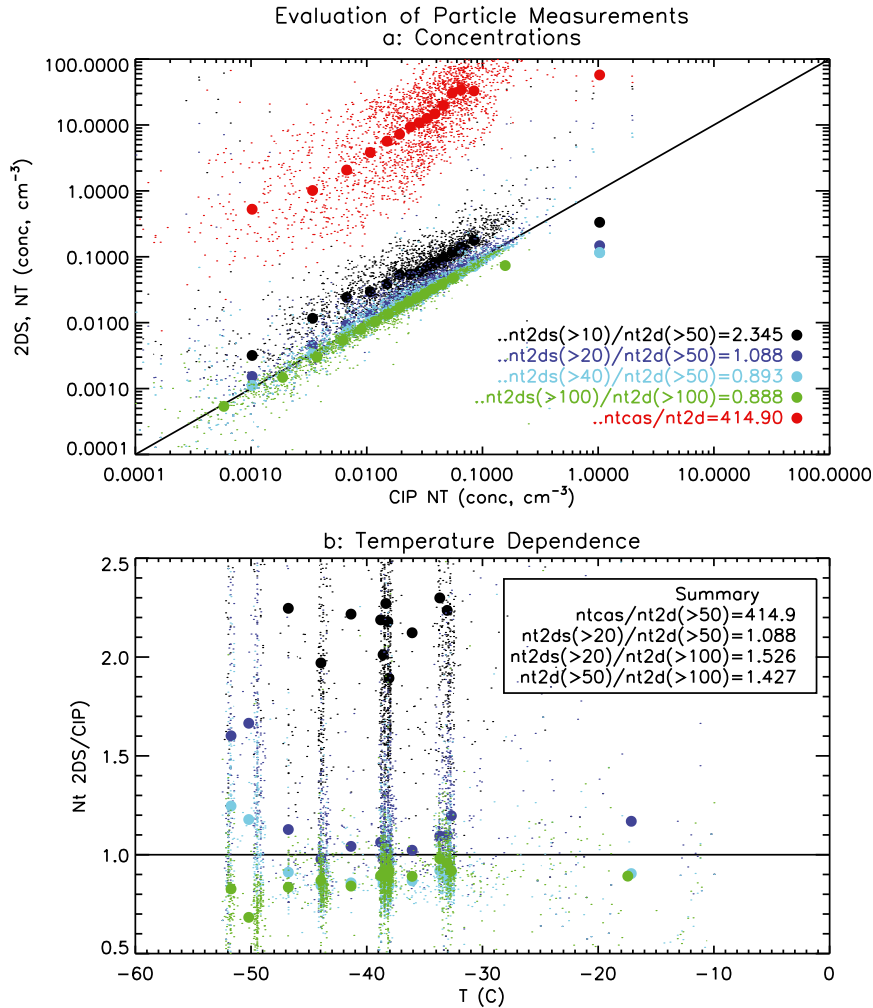 Evaluation of Particle Measurements
a: Concentrations
100.0000
10.0000
1.0000
0.1000
0.0100
0.0010
0.0001
2DS, NT (conc, cm⁻³)
..nt2ds(>10)/nt2d(>50)=2.345
..nt2ds(>20)/nt2d(>50)=1.088
..nt2ds(>40)/nt2d(>50)=0.893
..nt2ds(>100)/nt2d(>100)=0.888
..ntcas/nt2d=414.90
0.0001 0.0010 0.0100 0.1000 1.0000 10.0000 100.0000
CIP NT (conc, cm⁻³)
b: Temperature Dependence
2.5
2.0
1.5
1.0
0.5
Nt 2DS/CIP)
Summary
ntcas/nt2d(>50)=414.9
nt2ds(>20)/nt2d(>50)=1.088
nt2ds(>20)/nt2d(>100)=1.526
nt2d(>50)/nt2d(>100)=1.427
−60 −50 −40 −30 −20 −10 0
T (C)